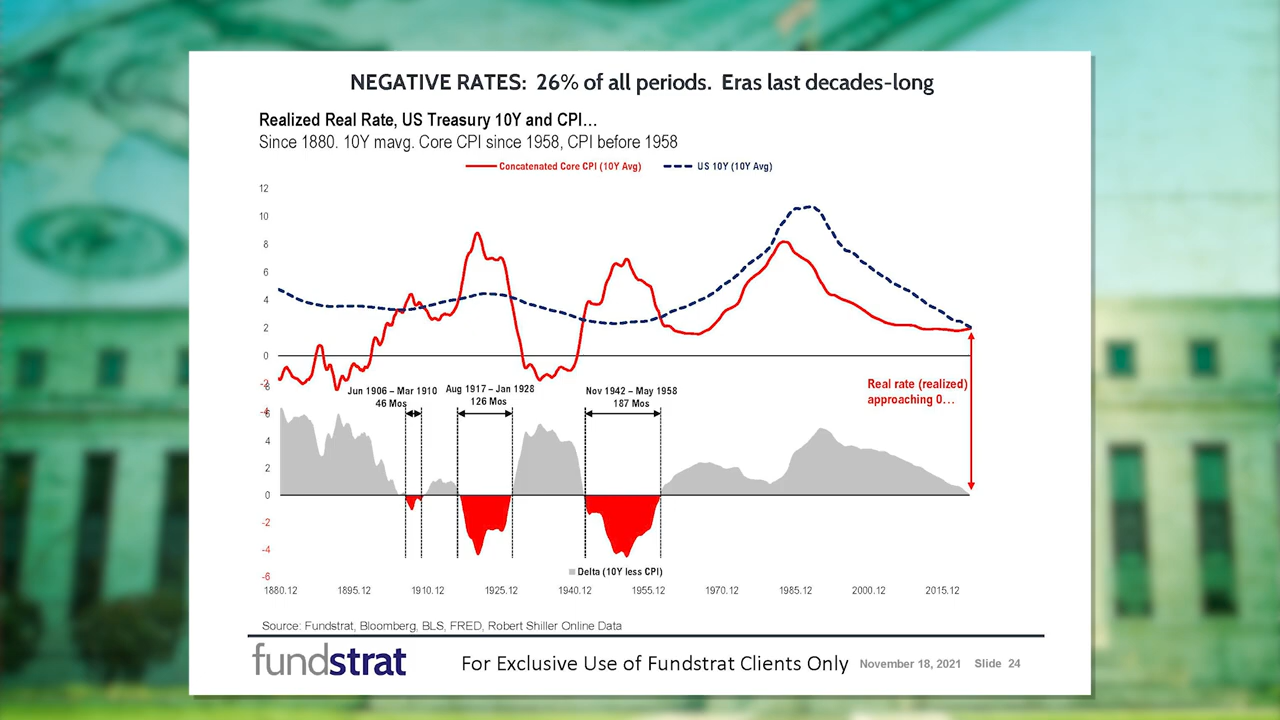 NEGATIVE RATES:  26% of all periods.  Eras last decades-long
Realized Real Rate, US Treasury 10Y and CPI…
Since 1880. 10Y mavg. Core CPI since 1958, CPI before 1958
Concatenated Core CPI (10Y Avg)
US 10Y (10Y Avg)
12
10
8
6
4
2
0
-2
-4
Jun 1906 – Mar 1910
46 Mos
Aug 1917 – Jan 1928
126 Mos
Nov 1942 – May 1958
187 Mos
Real rate (realized)
approaching 0…
8
6
4
2
0
-2
-4
-6
Delta (10Y less CPI)
1880.12 1895.12 1910.12 1925.12 1940.12 1955.12 1970.12 1985.12 2000.12 2015.12
Source: Fundstrat, Bloomberg, BLS, FRED, Robert Shiller Online Data
fundstrat
For Exclusive Use of Fundstrat Clients Only
November 18, 2021 Slide 24